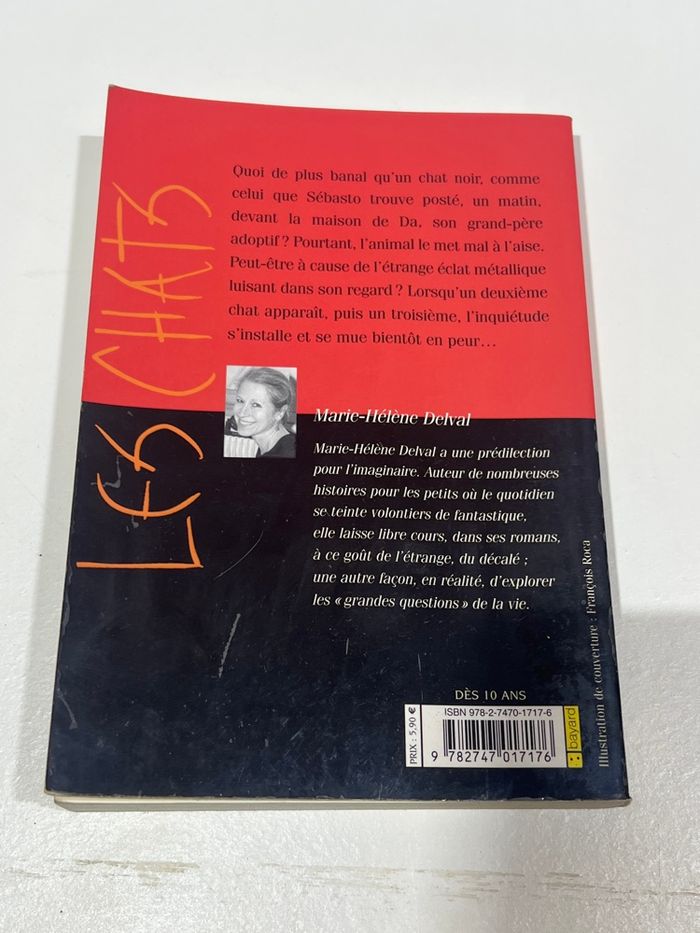 LES CHATS
Quoi de plus banal qu'un chat noir, comme
celui que Sébasto trouve posté, un matin,
devant la maison de Da, son grand-père
adoptif ? Pourtant, l'animal le met mal à l'aise.
Peut-être à cause de l'étrange éclat métallique
luisant dans son regard ? Lorsqu'un deuxième
chat apparaît, puis un troisième, l'inquiétude
s'installe et se mue bientôt en peur…
Marie-Hélène Delval
Marie-Hélène Delval a une prédilection
pour l'imaginaire. Auteur de nombreuses
histoires pour les petits où le quotidien
se teinte volontiers de fantastique,
elle laisse libre cours, dans ses romans,
à ce goût de l'étrange, du décalé ;
une autre façon, en réalité, d'explorer
les « grandes questions » de la vie.
Illustration de couverture : François Roca
DÈS 10 ANS
PRIX : 5,90 €
ISBN 978-2-7470-1717-6
9 782747 017176
bayard